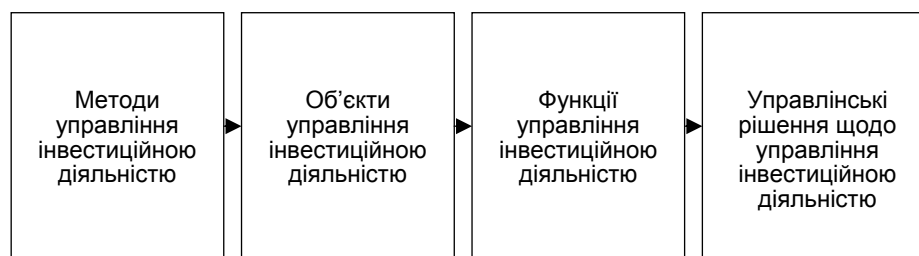 Методи
управління
інвестиційною
діяльністю
Об’єкти
управління
інвестиційною
діяльністю
Функції
управління
інвестиційною
діяльністю
Управлінські
рішення щодо
управління
інвестиційною
діяльністю